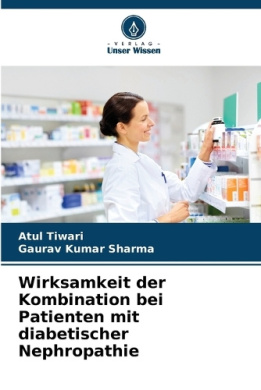 VERLAG
Unser Wissen
Atul Tiwari
Gaurav Kumar Sharma
Wirksamkeit der
Kombination bei
Patienten mit
diabetischer
Nephropathie